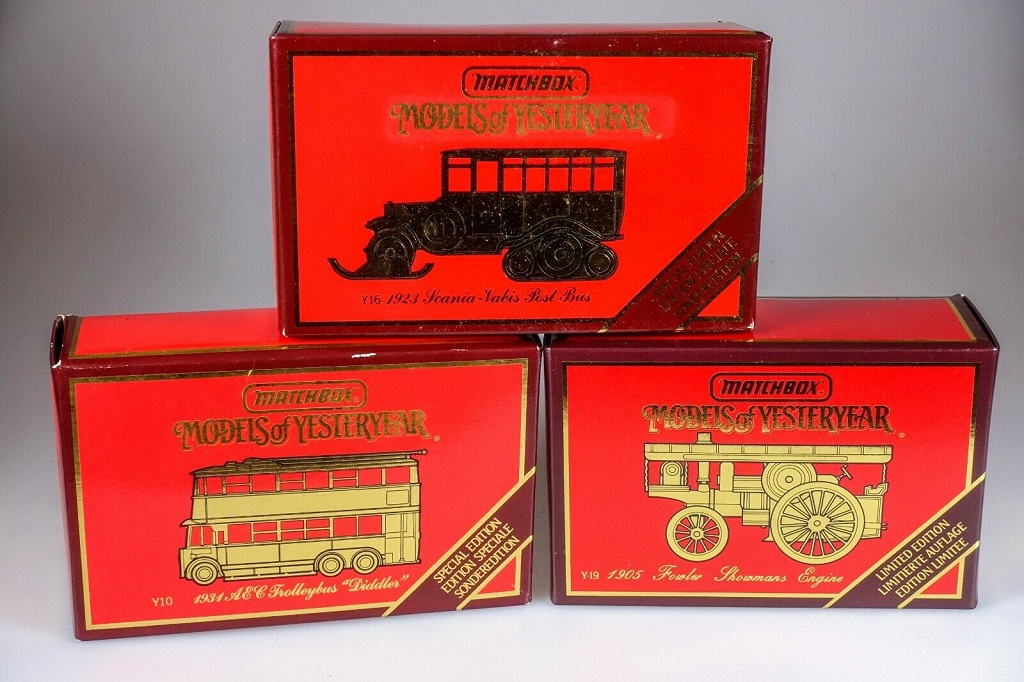 MATCHBOX
MODELS of YESTERYEAR
Y16 1923 Scania-Vabis Post Bus
MATCHBOX
MODELS of YESTERYEAR
Y10 1931 AEC Trolleybus "Diddler"
SPECIAL EDITION
EDITION SPECIALE
SONDEREDITION
MATCHBOX
MODELS of YESTERYEAR
Y-19 1905 Fowler Showmans Engine
LIMITED EDITION
LIMITIERTE AUFLAGE
EDITION LIMITEE